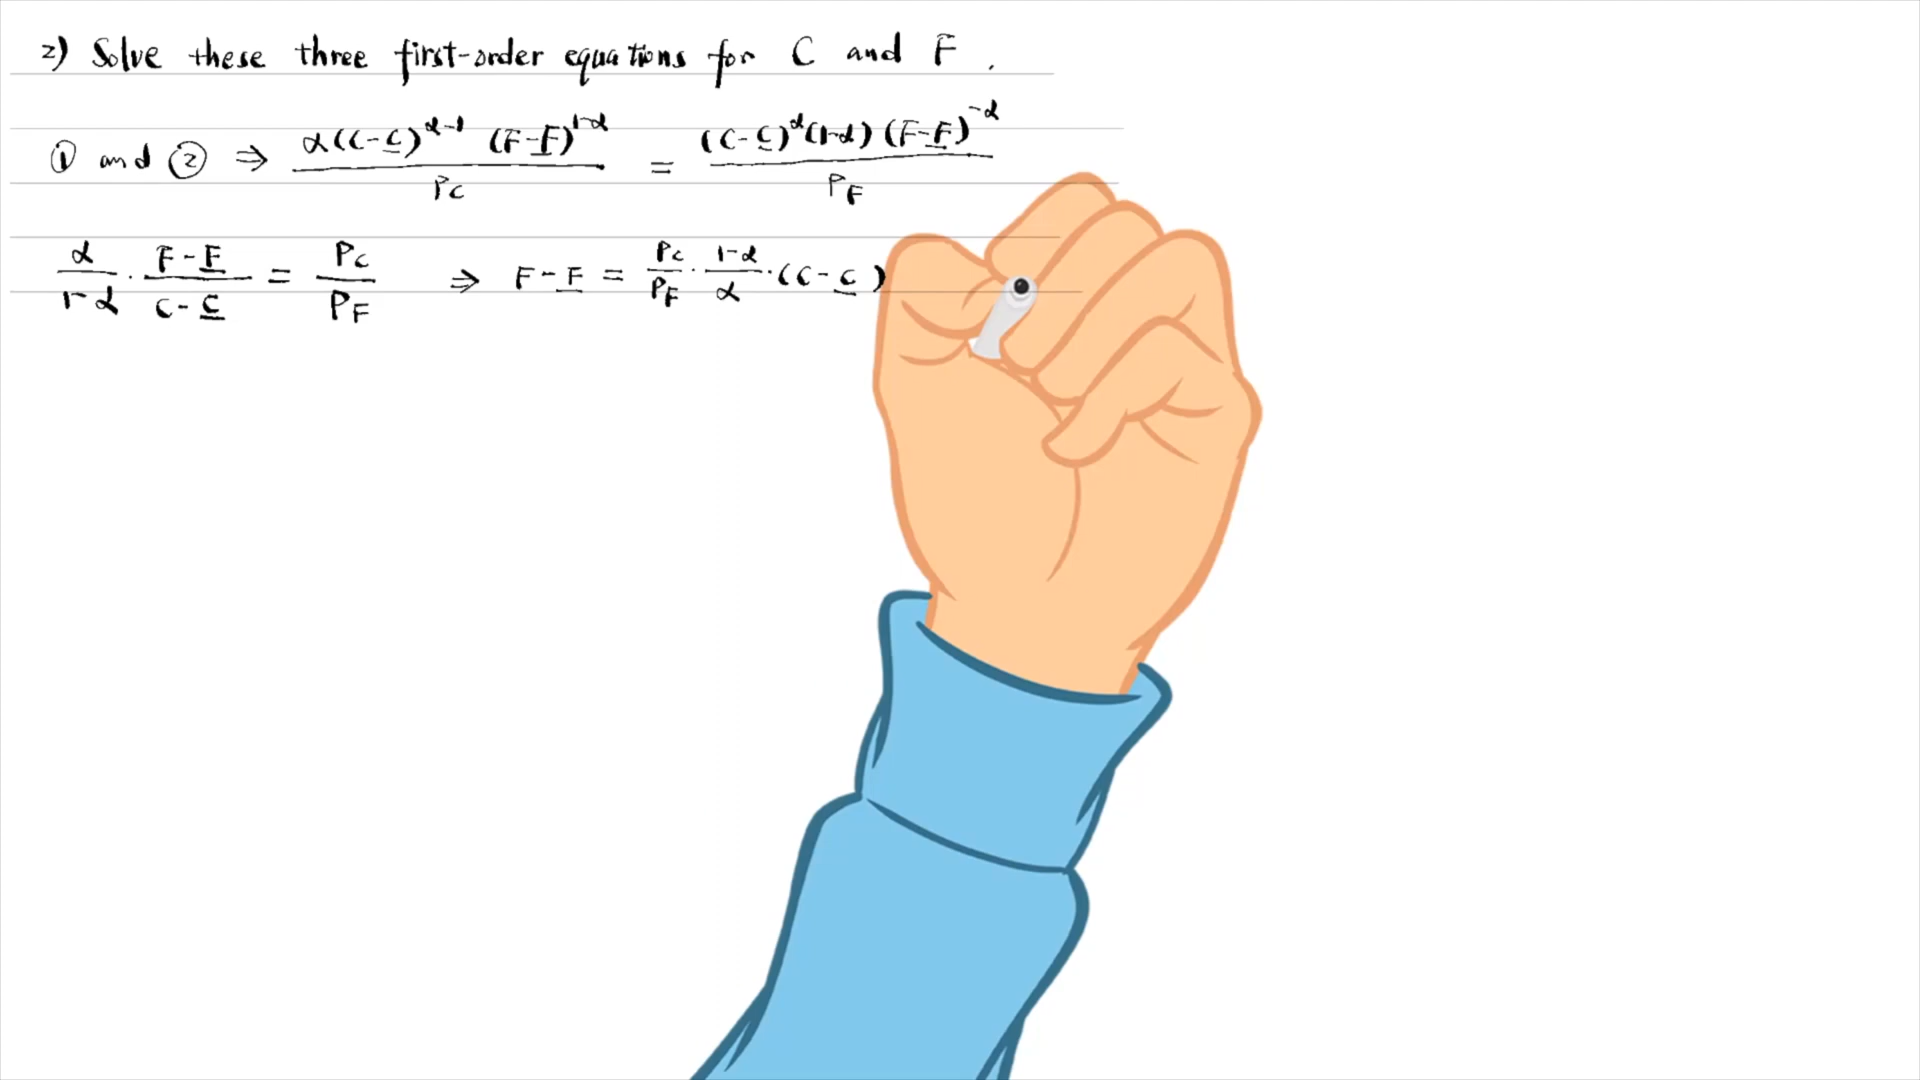 2) Solve these three first-order equations for C and F.
① and ② ⇒ α(C-C̲)^{α-1} (F-F̲)^{1-α} / P_C = (C-C̲)^α (1-α) (F-F̲)^{-α} / P_F
α / 1-α · F-F̲ / C-C̲ = P_C / P_F ⇒ F-F̲ = P_C / P_F · 1-α / α · (C-C̲)